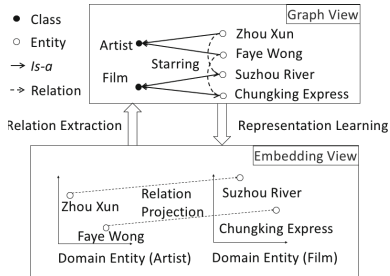 Graph View
Class
Entity
Is-a
Relation
Artist
Film
Starring
Zhou Xun
Faye Wong
Suzhou River
Chungking Express
Relation Extraction
Representation Learning
Embedding View
Zhou Xun
Faye Wong
Relation
Projection
Suzhou River
Chungking Express
Domain Entity (Artist)
Domain Entity (Film)